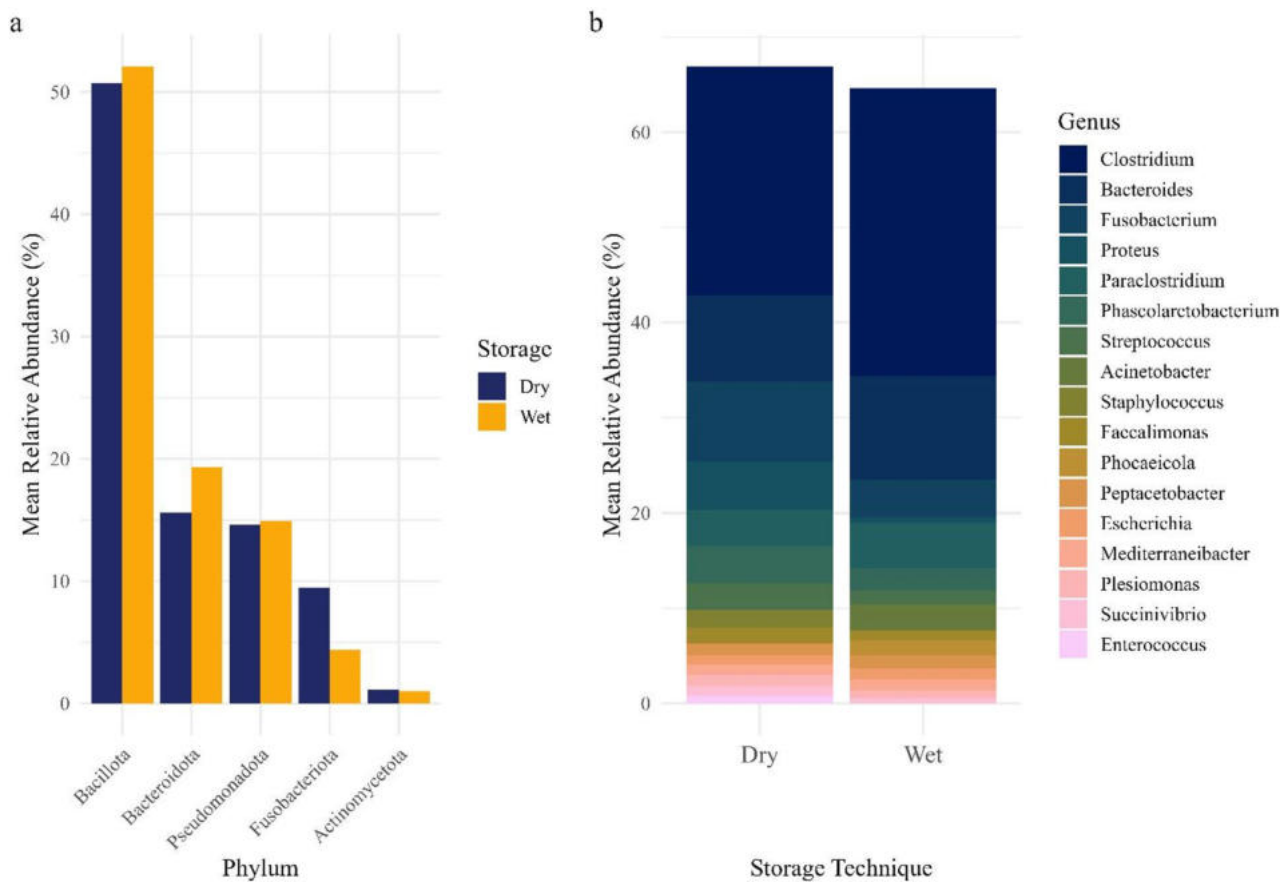 a
Mean Relative Abundance (%)
50
40
30
20
10
0
Bacillota
Bacteroidota
Pseudomonadota
Fusobacteriota
Actinomycetota
Phylum
Storage
Dry
Wet
b
Mean Relative Abundance (%)
60
40
20
0
Dry
Wet
Storage Technique
Genus
Clostridium
Bacteroides
Fusobacterium
Proteus
Paraclostridium
Phascolarctobacterium
Streptococcus
Acinetobacter
Staphylococcus
Faecalimonas
Phocaeicola
Peptacetobacter
Escherichia
Mediterraneibacter
Plesiomonas
Succinivibrio
Enterococcus